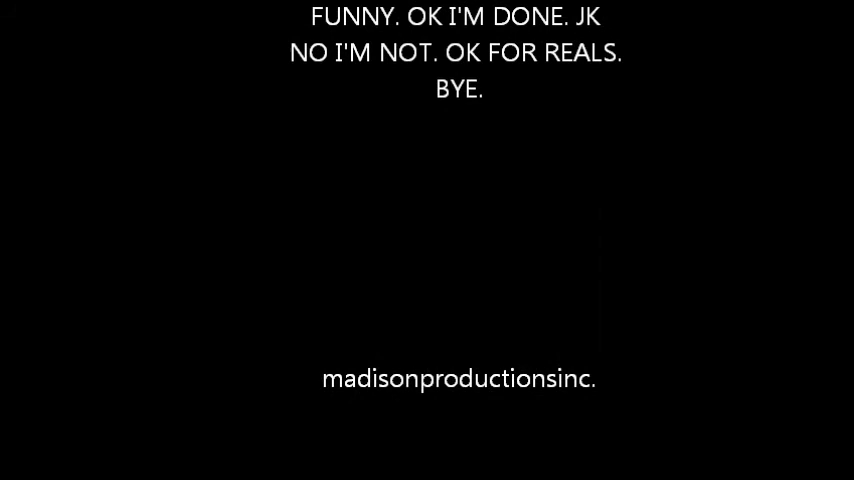 FUNNY. OK I'M DONE. JK
NO I'M NOT. OK FOR REALS.
BYE.
madisonproductionsinc.